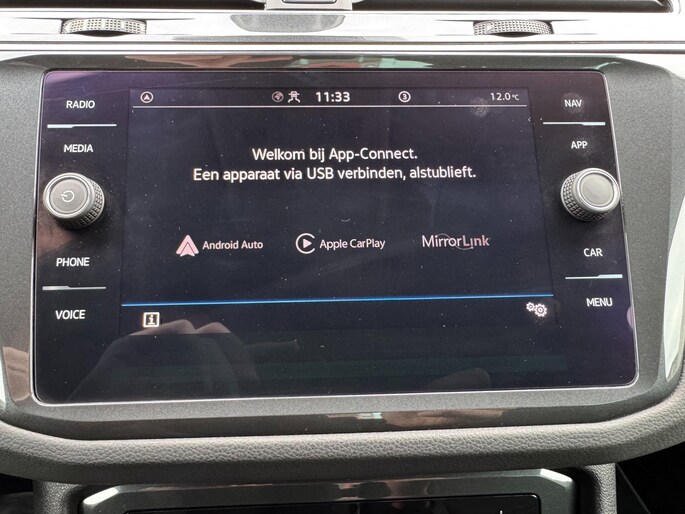 RADIO
MEDIA
PHONE
VOICE
11:33
3
12.0°C
Welkom bij App-Connect.
Een apparaat via USB verbinden, alstublieft.
Android Auto
Apple CarPlay
MirrorLink
i
NAV
APP
CAR
MENU